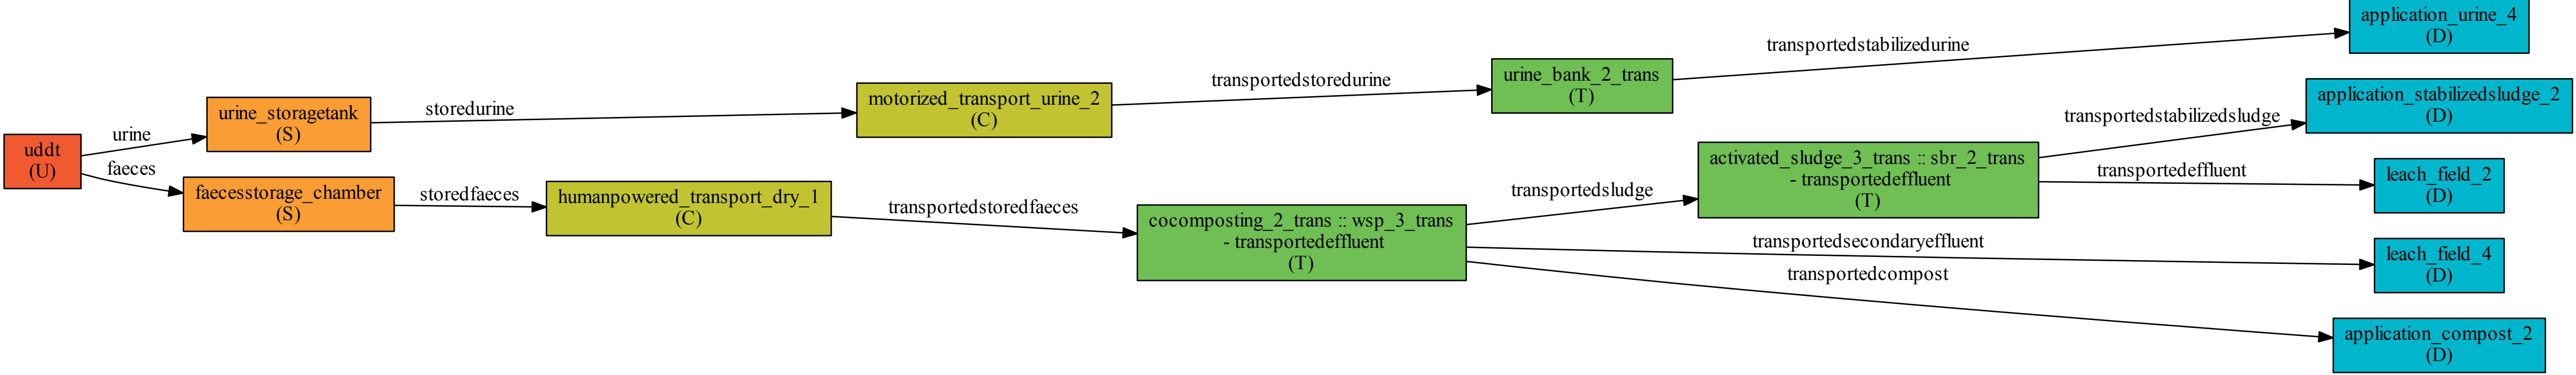 uddt
(U)
urine
faeces
urine_storagetank
(S)
faecesstorage_chamber
(S)
storedurine
storedfaeces
motorized_transport_urine_2
(C)
humanpowered_transport_dry_1
(C)
transportedstoredurine
transportedstoredfaeces
urine_bank_2_trans
(T)
cocomposting_2_trans :: wsp_3_trans
- transportedeffluent
(T)
transportedstabilizedurine
transportedsludge
activated_sludge_3_trans :: sbr_2_trans
- transportedeffluent
(T)
transportedsecondaryeffluent
transportedcompost
transportedstabilizedsludge
transportedeffluent
application_urine_4
(D)
application_stabilizedsludge_2
(D)
leach_field_2
(D)
leach_field_4
(D)
application_compost_2
(D)